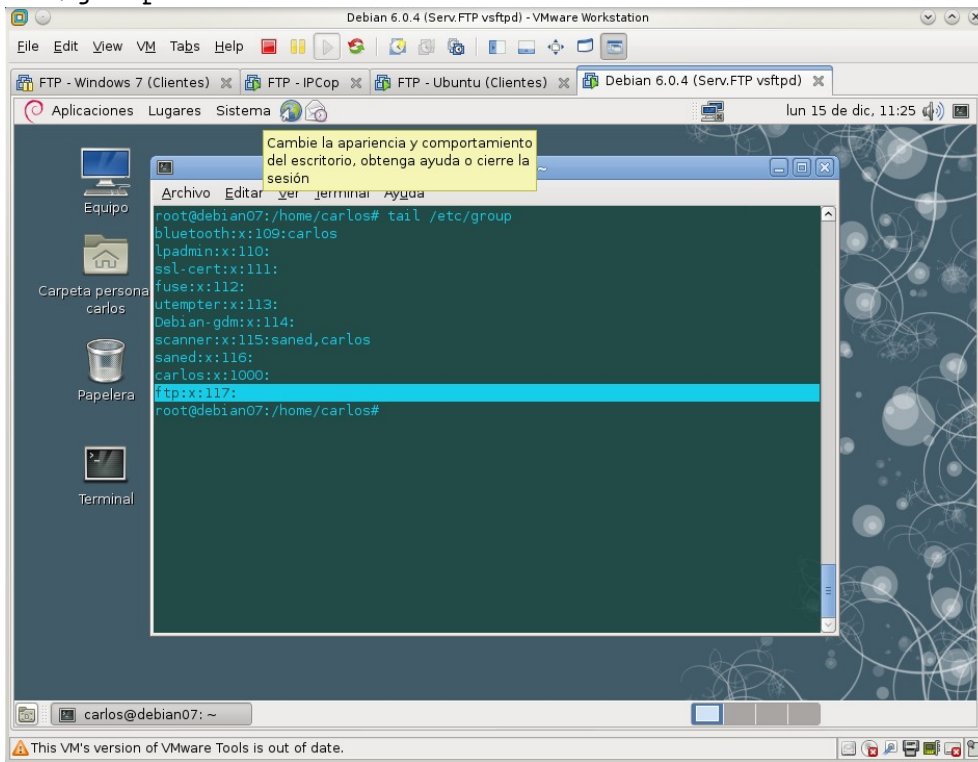 Debian 6.0.4 (Serv.FTP vsftpd) - VMware Workstation
File Edit View VM Tabs Help
FTP - Windows 7 (Clientes) FTP - IPCop FTP - Ubuntu (Clientes) Debian 6.0.4 (Serv.FTP vsftpd)
Aplicaciones Lugares Sistema lun 15 de dic, 11:25
Cambie la apariencia y comportamiento
del escritorio, obtenga ayuda o cierre la
sesión
~
Archivo Editar Ver Terminal Ayuda
Equipo
Carpeta persona
carlos
Papelera
Terminal
root@debian07:/home/carlos# tail /etc/group
bluetooth:x:109:carlos
lpadmin:x:110:
ssl-cert:x:111:
fuse:x:112:
utempter:x:113:
Debian-gdm:x:114:
scanner:x:115:saned,carlos
saned:x:116:
carlos:x:1000:
ftp:x:117:
root@debian07:/home/carlos#
carlos@debian07: ~
This VM's version of VMware Tools is out of date.